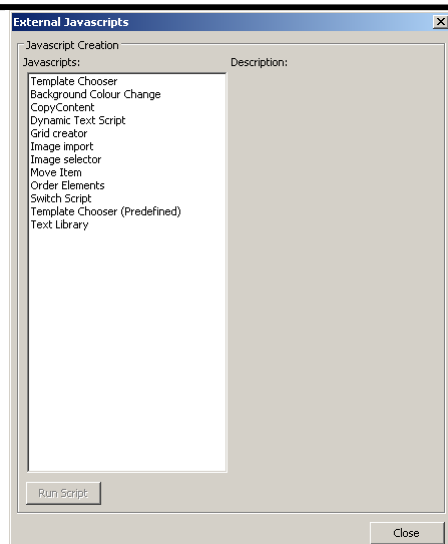 External Javascripts
Javascript Creation
Javascripts:
Description:
Template Chooser
Background Colour Change
CopyContent
Dynamic Text Script
Grid creator
Image import
Image selector
Move Item
Order Elements
Switch Script
Template Chooser (Predefined)
Text Library
Run Script
Close